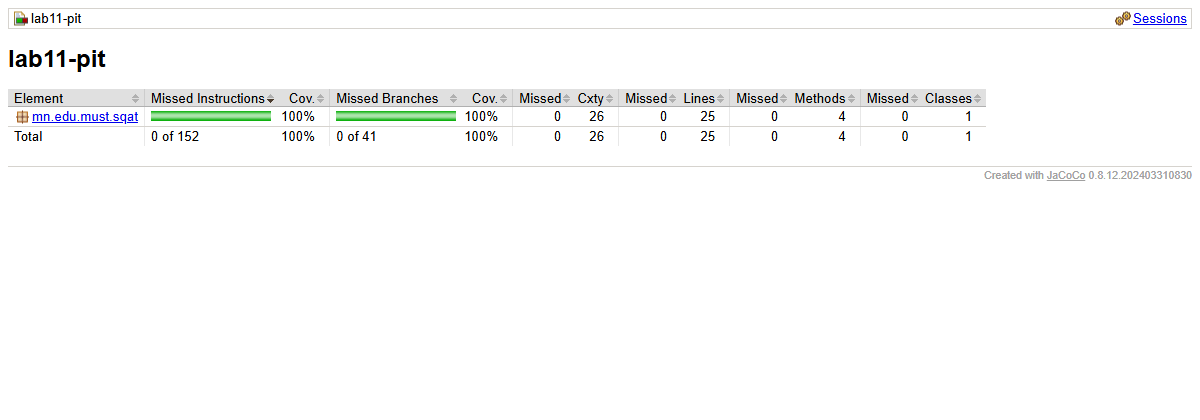 lab11-pit Sessions
lab11-pit
Element Missed Instructions Cov. Missed Branches Cov. Missed Cxty Missed Lines Missed Methods Missed Classes
mn.edu.must.sqat 100% 100% 0 26 0 25 0 4 0 1
Total 0 of 152 100% 0 of 41 100% 0 26 0 25 0 4 0 1
Created with JaCoCo 0.8.12.202403310830